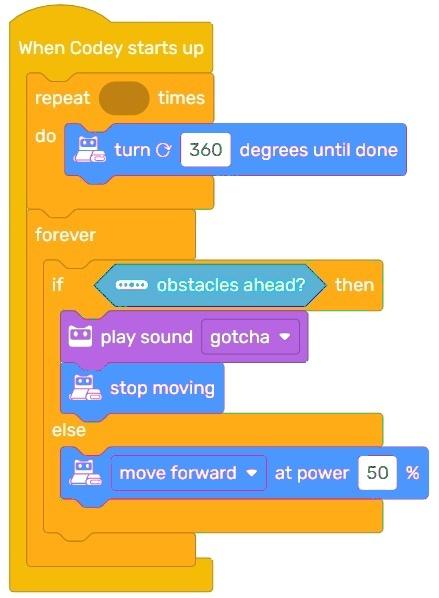 When Codey starts up
repeat times
do
turn 360 degrees until done
forever
if obstacles ahead? then
play sound gotcha
stop moving
else
move forward at power 50 %